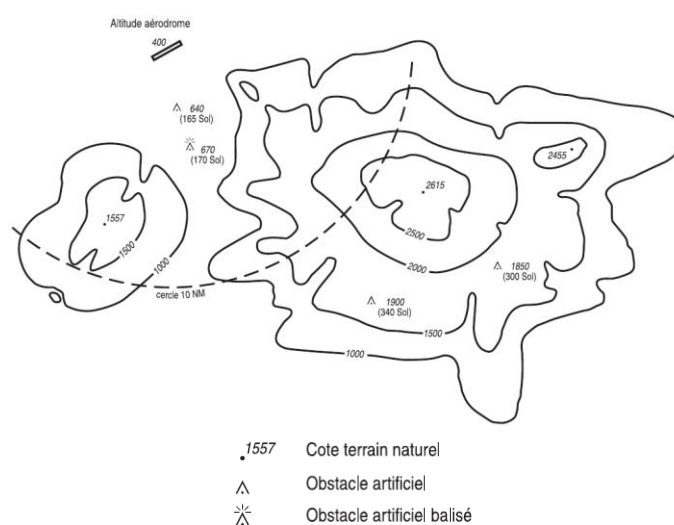 Altitude aérodrome
400
640
(165 Sol)
670
(170 Sol)
2455
2615
1557
2500
1500
1000
2000
1850
(300 Sol)
cercle 10 NM
1900
(340 Sol)
1500
1000
1557 Cote terrain naturel
Obstacle artificiel
Obstacle artificiel balisé